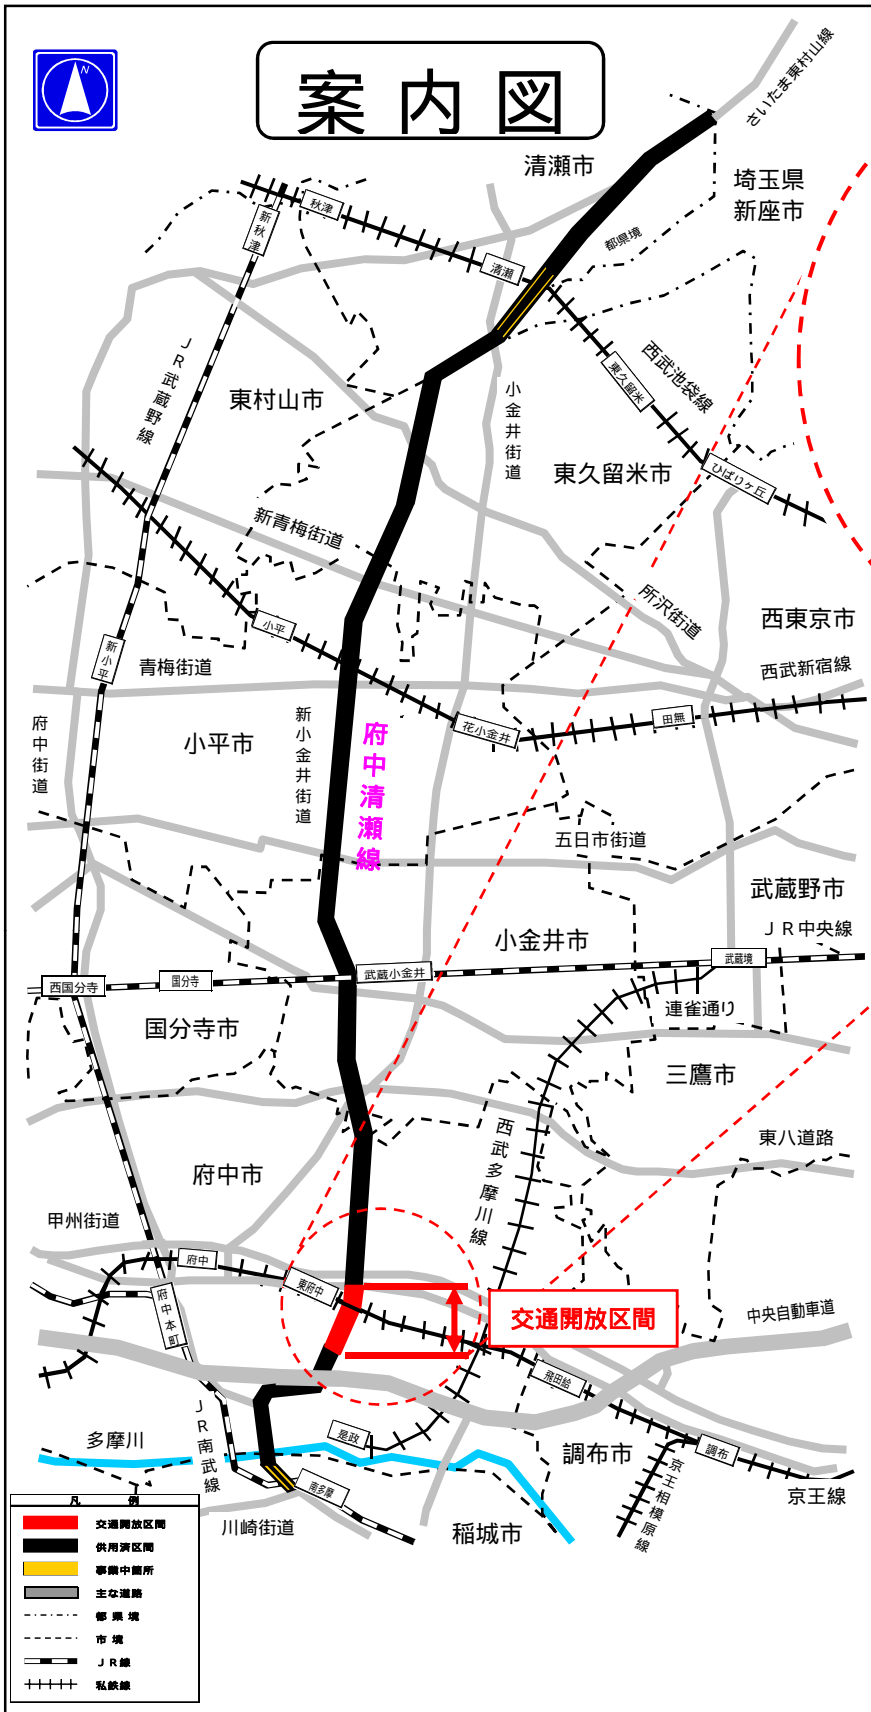 N
案内図
さいたま東村山線
清瀬市
埼玉県
新座市
秋津
新秋津
都県境
清瀬
JR武蔵野線
東村山市
小金井街道
西武池袋線
東久留米
東久留米市
ひばりヶ丘
新青梅街道
所沢街道
西東京市
小平
新小平
青梅街道
西武新宿線
府中街道
小平市
新小金井街道
府中清瀬線
花小金井
田無
五日市街道
武蔵野市
小金井市
JR中央線
武蔵境
武蔵小金井
西国分寺
国分寺
国分寺市
連雀通り
三鷹市
西武多摩川線
東八道路
府中市
甲州街道
府中
東府中
府中本町
交通開放区間
中央自動車道
飛田給
多摩川
JR南武線
是政
調布市
調布
京王相模原線
京王線
南多摩
川崎街道
稲城市
凡例
交通開放区間
供用済区間
事業中箇所
主な道路
都県境
市境
JR線
私鉄線